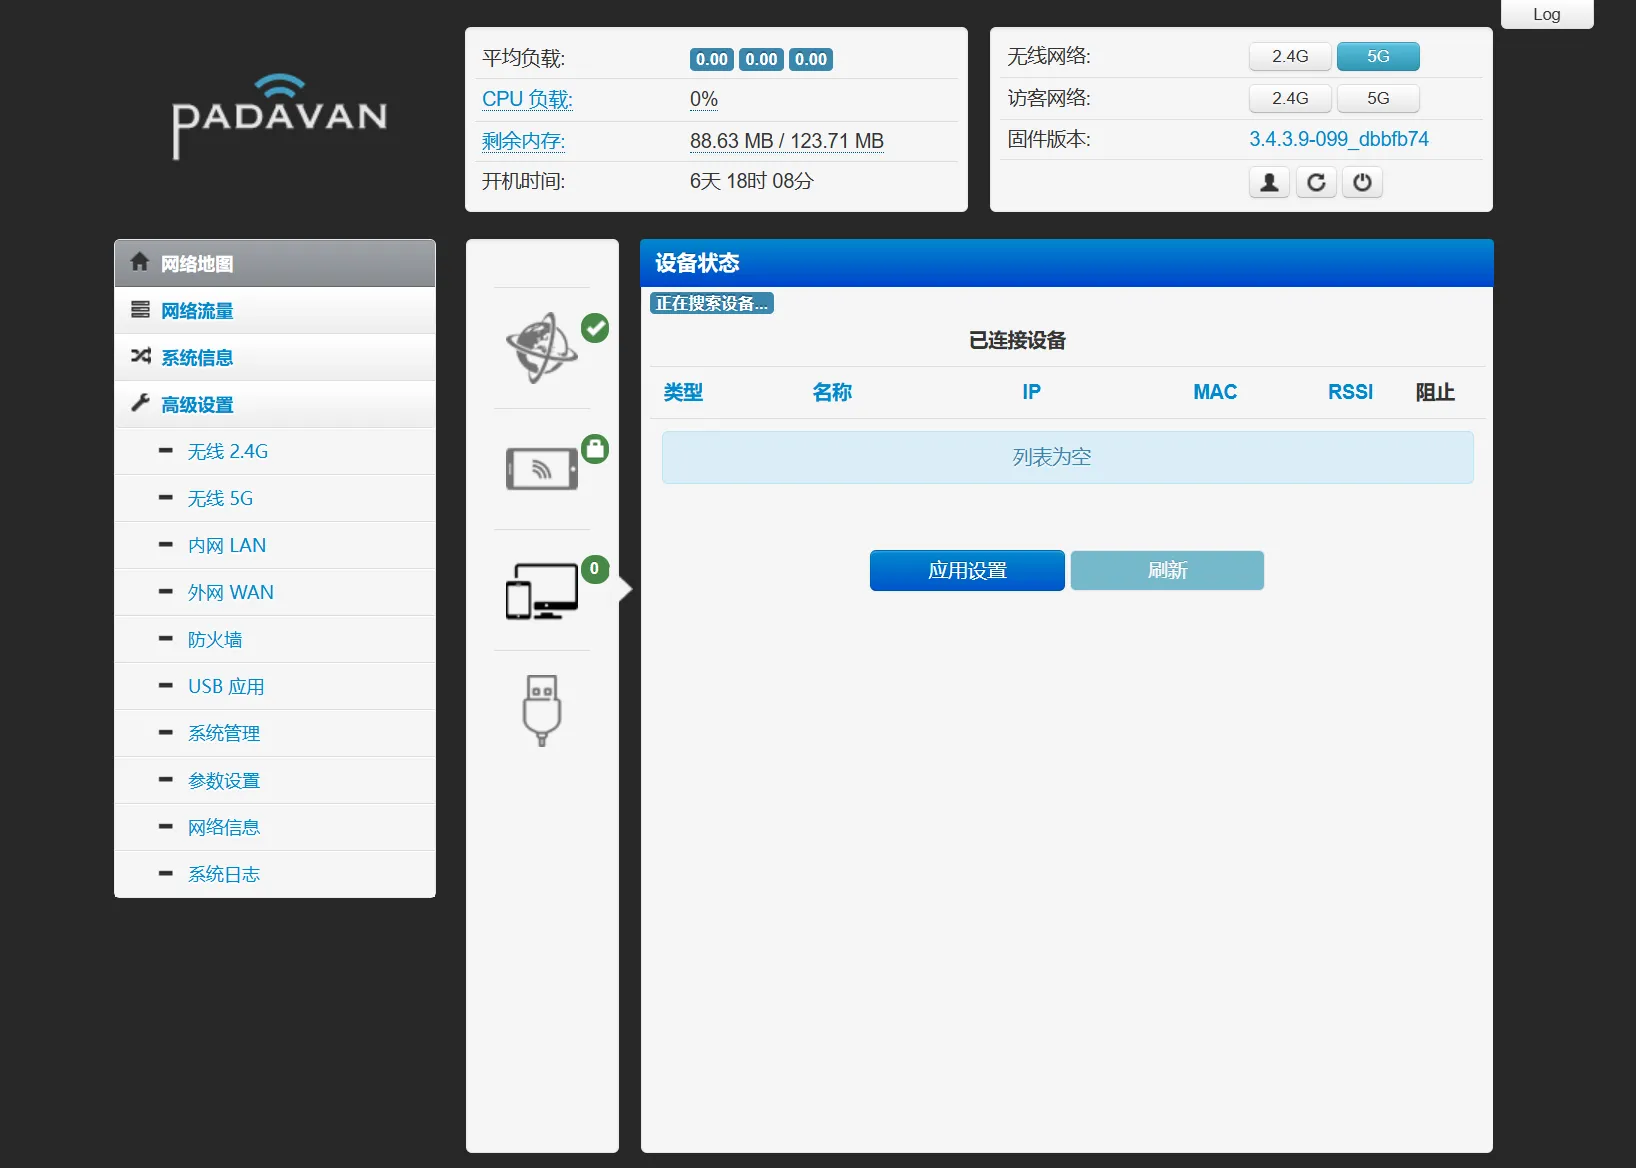 Log
PADAVAN
平均负载: 0.00 0.00 0.00
CPU 负载: 0%
剩余内存: 88.63 MB / 123.71 MB
开机时间: 6天 18时 08分
无线网络: 2.4G 5G
访客网络: 2.4G 5G
固件版本: 3.4.3.9-099_dbbfb74
网络地图
网络流量
系统信息
高级设置
无线 2.4G
无线 5G
内网 LAN
外网 WAN
防火墙
USB 应用
系统管理
参数设置
网络信息
系统日志
0
设备状态
正在搜索设备...
已连接设备
类型 名称 IP MAC RSSI 阻止
列表为空
应用设置 刷新